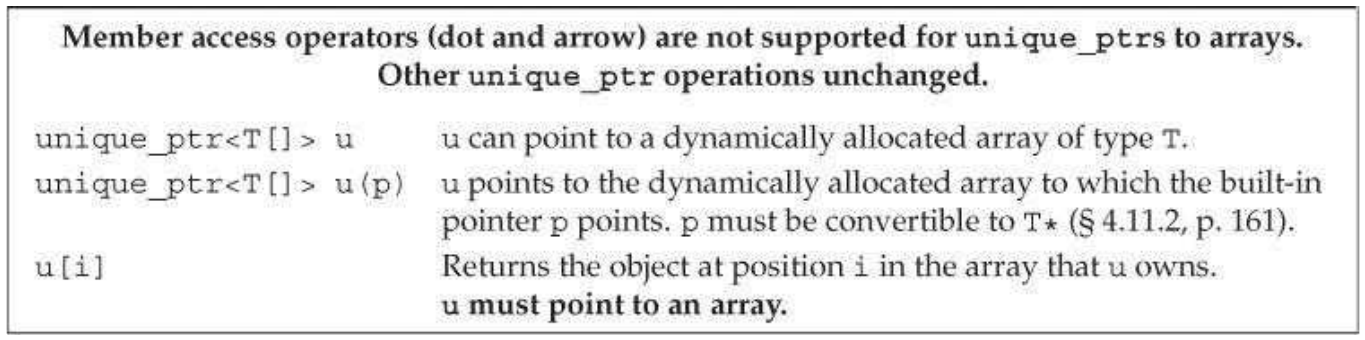 Member access operators (dot and arrow) are not supported for unique_ptrs to arrays.
Other unique_ptr operations unchanged.
unique_ptr<T[]> u u can point to a dynamically allocated array of type T.
unique_ptr<T[]> u(p) u points to the dynamically allocated array to which the built-in
pointer p points. p must be convertible to T* (§ 4.11.2, p. 161).
u[i] Returns the object at position i in the array that u owns.
u must point to an array.